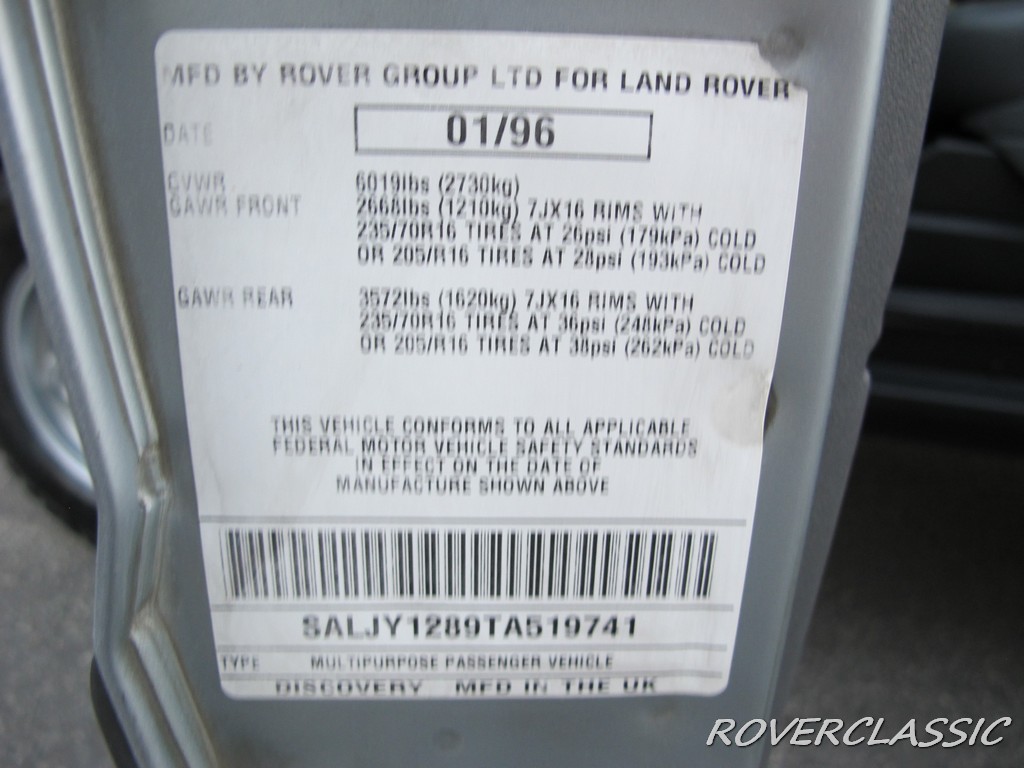 MFD BY ROVER GROUP LTD FOR LAND ROVER
DATE 01/96
GVWR 6019lbs (2730kg)
GAWR FRONT 2668lbs (1210kg) 7JX16 RIMS WITH
235/70R16 TIRES AT 26psi (179kPa) COLD
OR 205/R16 TIRES AT 28psi (193kPa) COLD
GAWR REAR 3572lbs (1620kg) 7JX16 RIMS WITH
235/70R16 TIRES AT 36psi (248kPa) COLD
OR 205/R16 TIRES AT 38psi (262kPa) COLD
THIS VEHICLE CONFORMS TO ALL APPLICABLE
FEDERAL MOTOR VEHICLE SAFETY STANDARDS
IN EFFECT ON THE DATE OF
MANUFACTURE SHOWN ABOVE
SALJY1289TA519741
TYPE MULTIPURPOSE PASSENGER VEHICLE
DISCOVERY MFD IN THE UK
ROVERCLASSIC